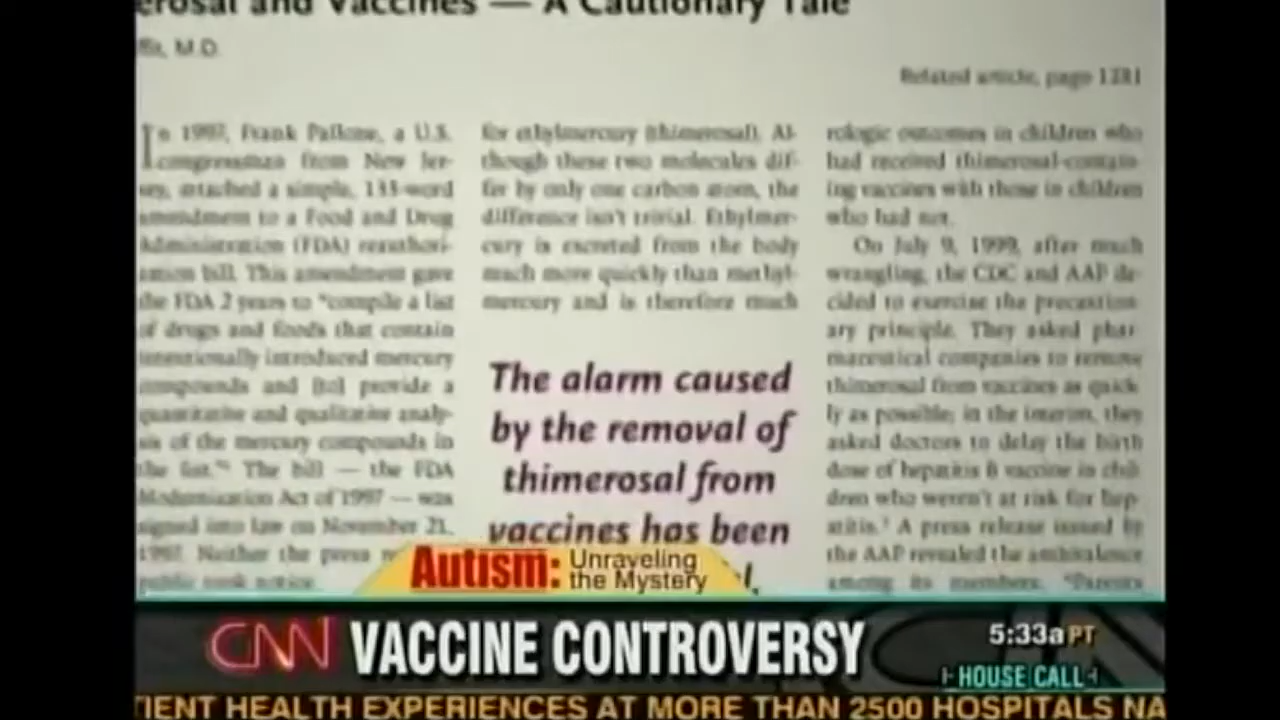 erosal and Vaccines — A Cautionary Tale
fit, M.D.
Related article, page 1281
In 1997, Frank Pallone, a U.S.
congressman from New Jer-
sey, attached a simple, 133-word
amendment to a Food and Drug
Administration (FDA) reauthori-
zation bill. This amendment gave
the FDA 2 years to "compile a list
of drugs and foods that contain
intentionally introduced mercury
compounds and [to] provide a
quantitative and qualitative analy-
sis of the mercury compounds in
the list." The bill — the FDA
Modernization Act of 1997 — was
signed into law on November 21,
1997. Neither the press n
public took notice.
for ethylmercury (thimerosal). Al-
though these two molecules dif-
fer by only one carbon atom, the
difference isn't trivial. Ethylmer-
cury is excreted from the body
much more quickly than methyl-
mercury and is therefore much
The alarm caused
by the removal of
thimerosal from
vaccines has been
l,
rologic outcomes in children who
had received thimerosal-contain-
ing vaccines with those in children
who had not.
On July 9, 1999, after much
wrangling, the CDC and AAP de-
cided to exercise the precaution-
ary principle. They asked phar-
maceutical companies to remove
thimerosal from vaccines as quick-
ly as possible; in the interim, they
asked doctors to delay the birth
dose of hepatitis B vaccine in chil-
dren who weren't at risk for hep-
atitis. A press release issued by
the AAP revealed the ambivalence
among its members. "Parents
Autism: Unraveling
the Mystery
CNN VACCINE CONTROVERSY
5:33a PT
HOUSE CALL
TIENT HEALTH EXPERIENCES AT MORE THAN 2500 HOSPITALS NA